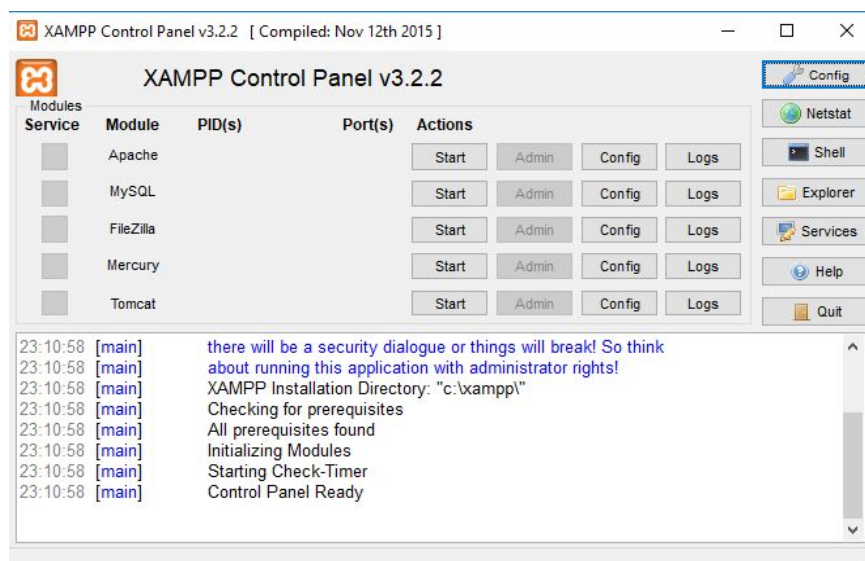 XAMPP Control Panel v3.2.2 [ Compiled: Nov 12th 2015 ]
XAMPP Control Panel v3.2.2
Config
Modules
Service Module PID(s) Port(s) Actions
Netstat
Apache Start Admin Config Logs
Shell
MySQL Start Admin Config Logs
Explorer
FileZilla Start Admin Config Logs
Services
Mercury Start Admin Config Logs
Help
Tomcat Start Admin Config Logs
Quit
23:10:58 [main] there will be a security dialogue or things will break! So think
23:10:58 [main] about running this application with administrator rights!
23:10:58 [main] XAMPP Installation Directory: "c:\xampp\"
23:10:58 [main] Checking for prerequisites
23:10:58 [main] All prerequisites found
23:10:58 [main] Initializing Modules
23:10:58 [main] Starting Check-Timer
23:10:58 [main] Control Panel Ready